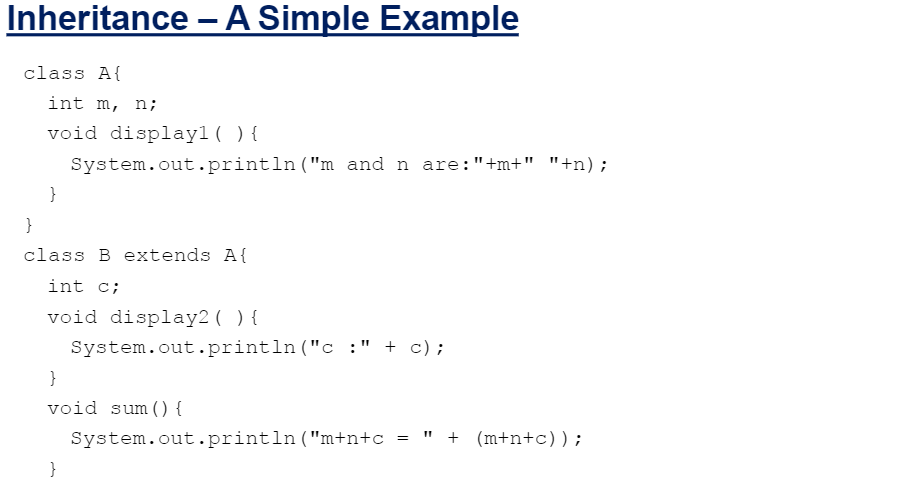 Inheritance – A Simple Example
class A{
int m, n;
void display1( ){
System.out.println("m and n are:"+m+" "+n);
}
}
class B extends A{
int c;
void display2( ){
System.out.println("c :" + c);
}
void sum(){
System.out.println("m+n+c = " + (m+n+c));
}